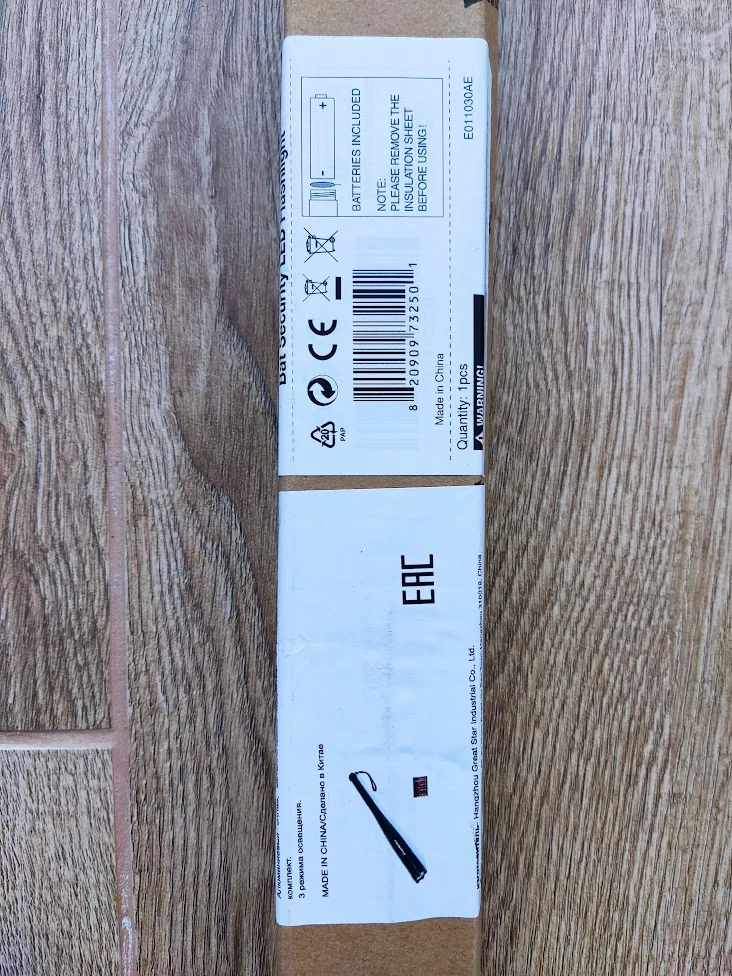 Bat Security LED Flashlight
20
PAP
CE
8 20909 73250 1
Made in China
Quantity: 1pcs
WARNING!
+
-
BATTERIES INCLUDED
NOTE:
PLEASE REMOVE THE
INSULATION SHEET
BEFORE USING!
E011030AE
комплект.
3 режима освещения.
MADE IN CHINA/Сделано в Китае
EAC
Hangzhou Great Star Industrial Co., Ltd.
310019, China